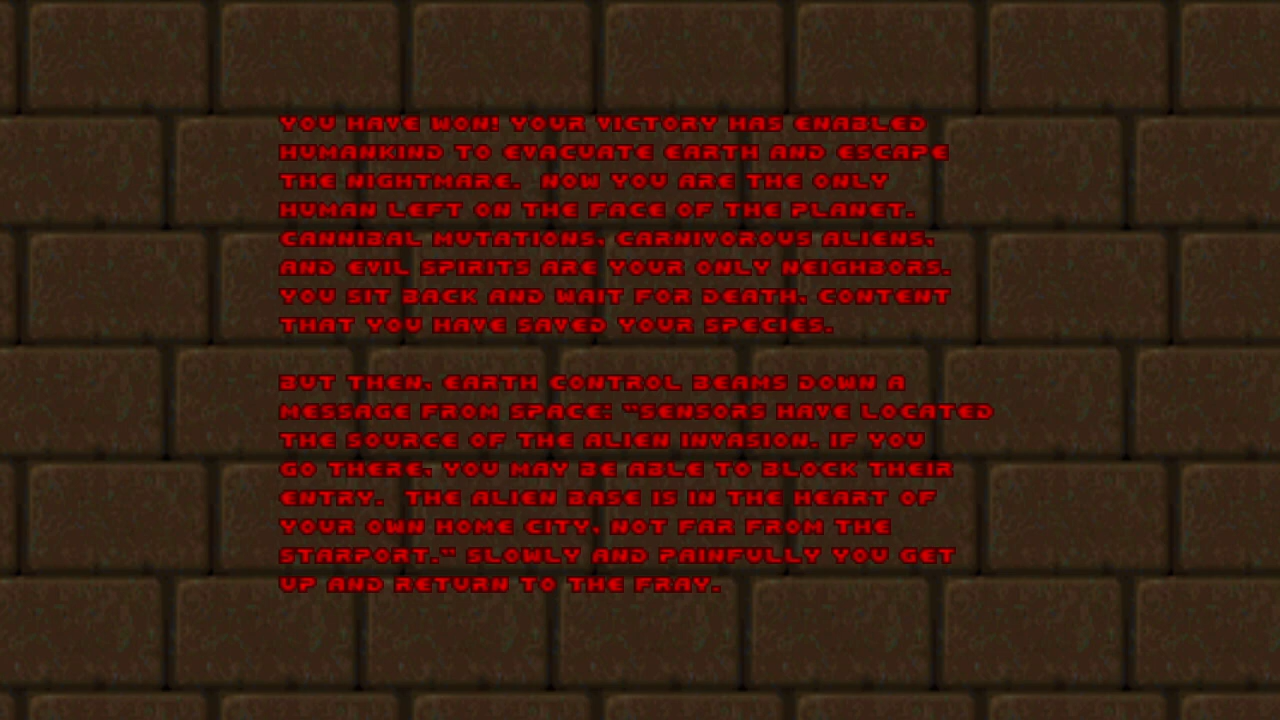 YOU HAVE WON! YOUR VICTORY HAS ENABLED
HUMANKIND TO EVACUATE EARTH AND ESCAPE
THE NIGHTMARE.  NOW YOU ARE THE ONLY
HUMAN LEFT ON THE FACE OF THE PLANET.
CANNIBAL MUTATIONS, CARNIVOROUS ALIENS,
AND EVIL SPIRITS ARE YOUR ONLY NEIGHBORS.
YOU SIT BACK AND WAIT FOR DEATH, CONTENT
THAT YOU HAVE SAVED YOUR SPECIES.
BUT THEN, EARTH CONTROL BEAMS DOWN A
MESSAGE FROM SPACE: "SENSORS HAVE LOCATED
THE SOURCE OF THE ALIEN INVASION. IF YOU
GO THERE, YOU MAY BE ABLE TO BLOCK THEIR
ENTRY.  THE ALIEN BASE IS IN THE HEART OF
YOUR OWN HOME CITY, NOT FAR FROM THE
STARPORT." SLOWLY AND PAINFULLY YOU GET
UP AND RETURN TO THE FRAY.